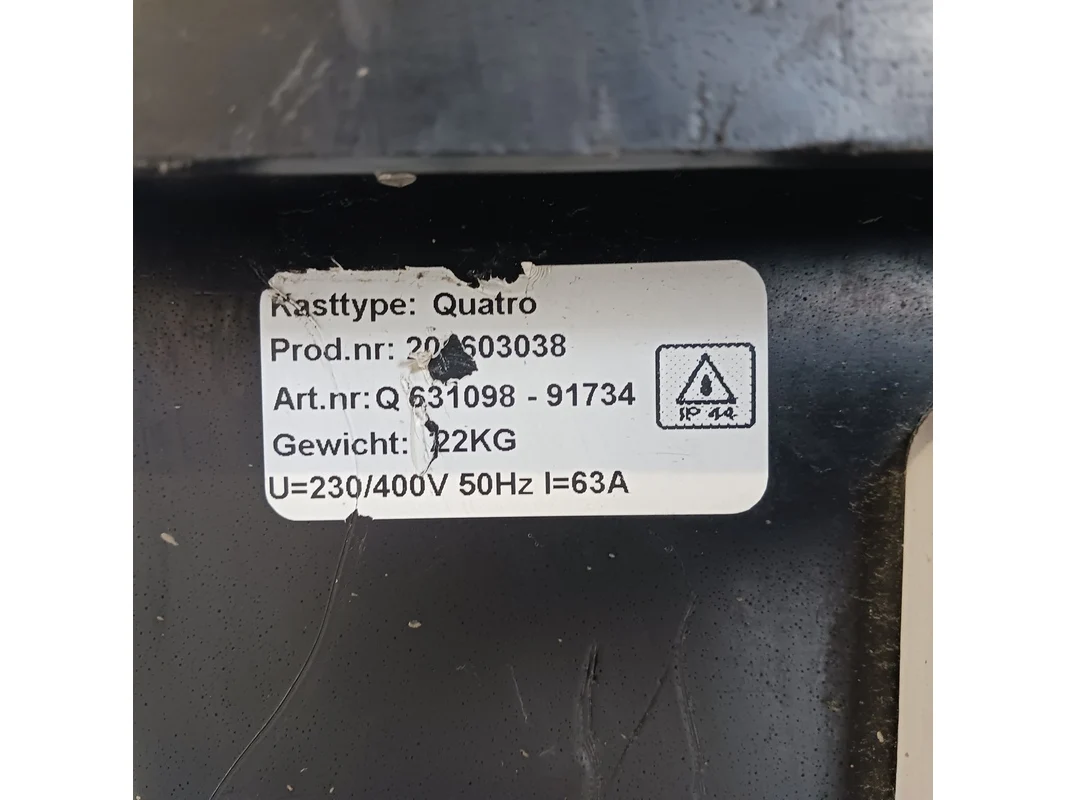 Kasttype: Quatro
Prod.nr:
Art.nr: Q 631098 - 91734
Gewicht: 22KG
U=230/400V 50Hz I=63A
IP 44